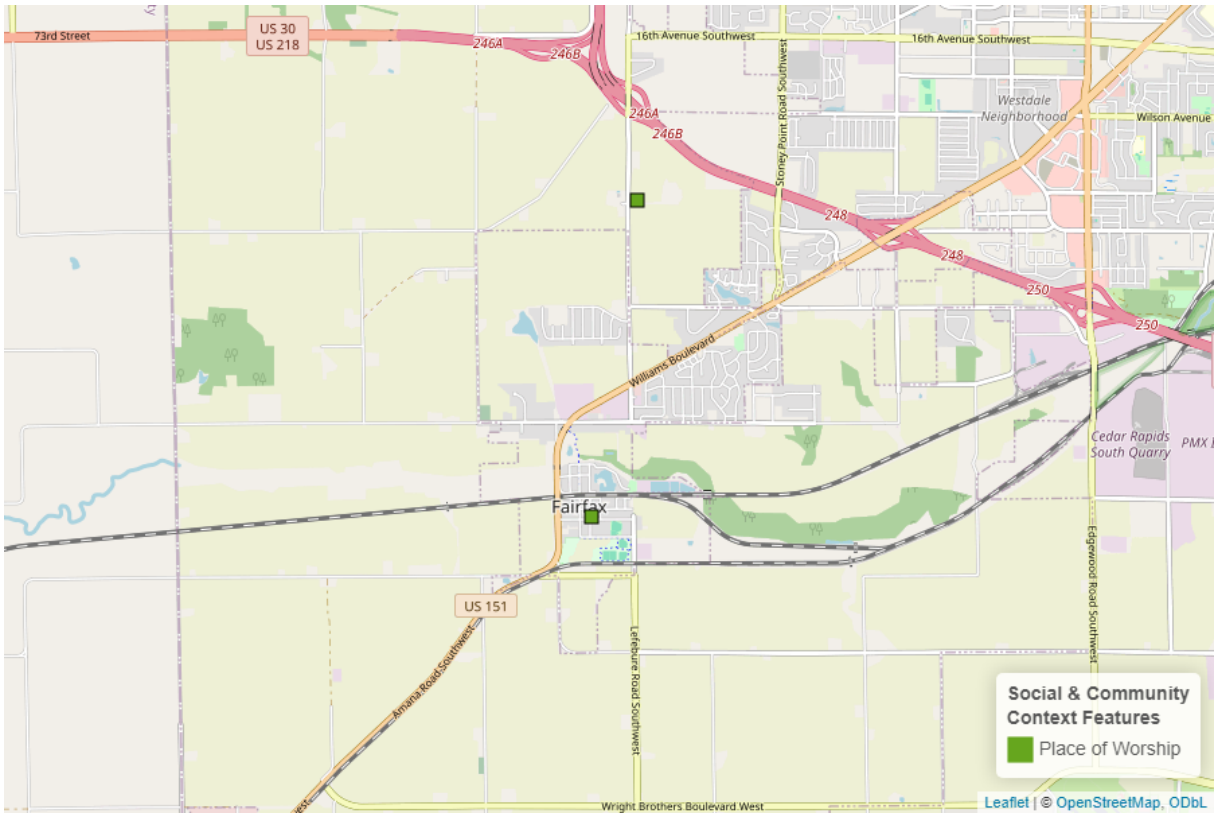 73rd Street
US 30
US 218
246A
246B
16th Avenue Southwest
16th Avenue Southwest
Stoney Point Road Southwest
Westdale
Neighborhood
Wilson Avenue
246A
246B
248
248
250
250
Williams Boulevard
Cedar Rapids
South Quarry
PMX
Fairfax
Edgewood Road Southwest
US 151
Amana Road Southwest
Lefebure Road Southwest
Social & Community
Context Features
Place of Worship
Wright Brothers Boulevard West
Leaflet | © OpenStreetMap, ODbL